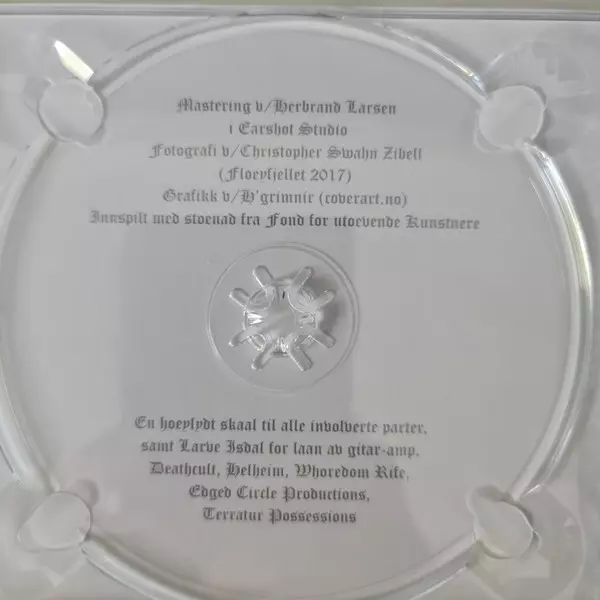 Mastering v/Herbrand Larsen
i Earshot Studio
Fotografi v/Christopher Swahn Zibell
(Floeyfjellet 2017)
Grafikk v/H'grimnir (coverart.no)
Innspilt med stoenad fra Fond for utoevende Kunstnere
En hoeylydt skaal til alle involverte parter,
samt Larve Isdal for laan av gitar-amp,
Deathcult, Helheim, Whoredom Rife,
Edged Circle Productions,
Terratur Possessions